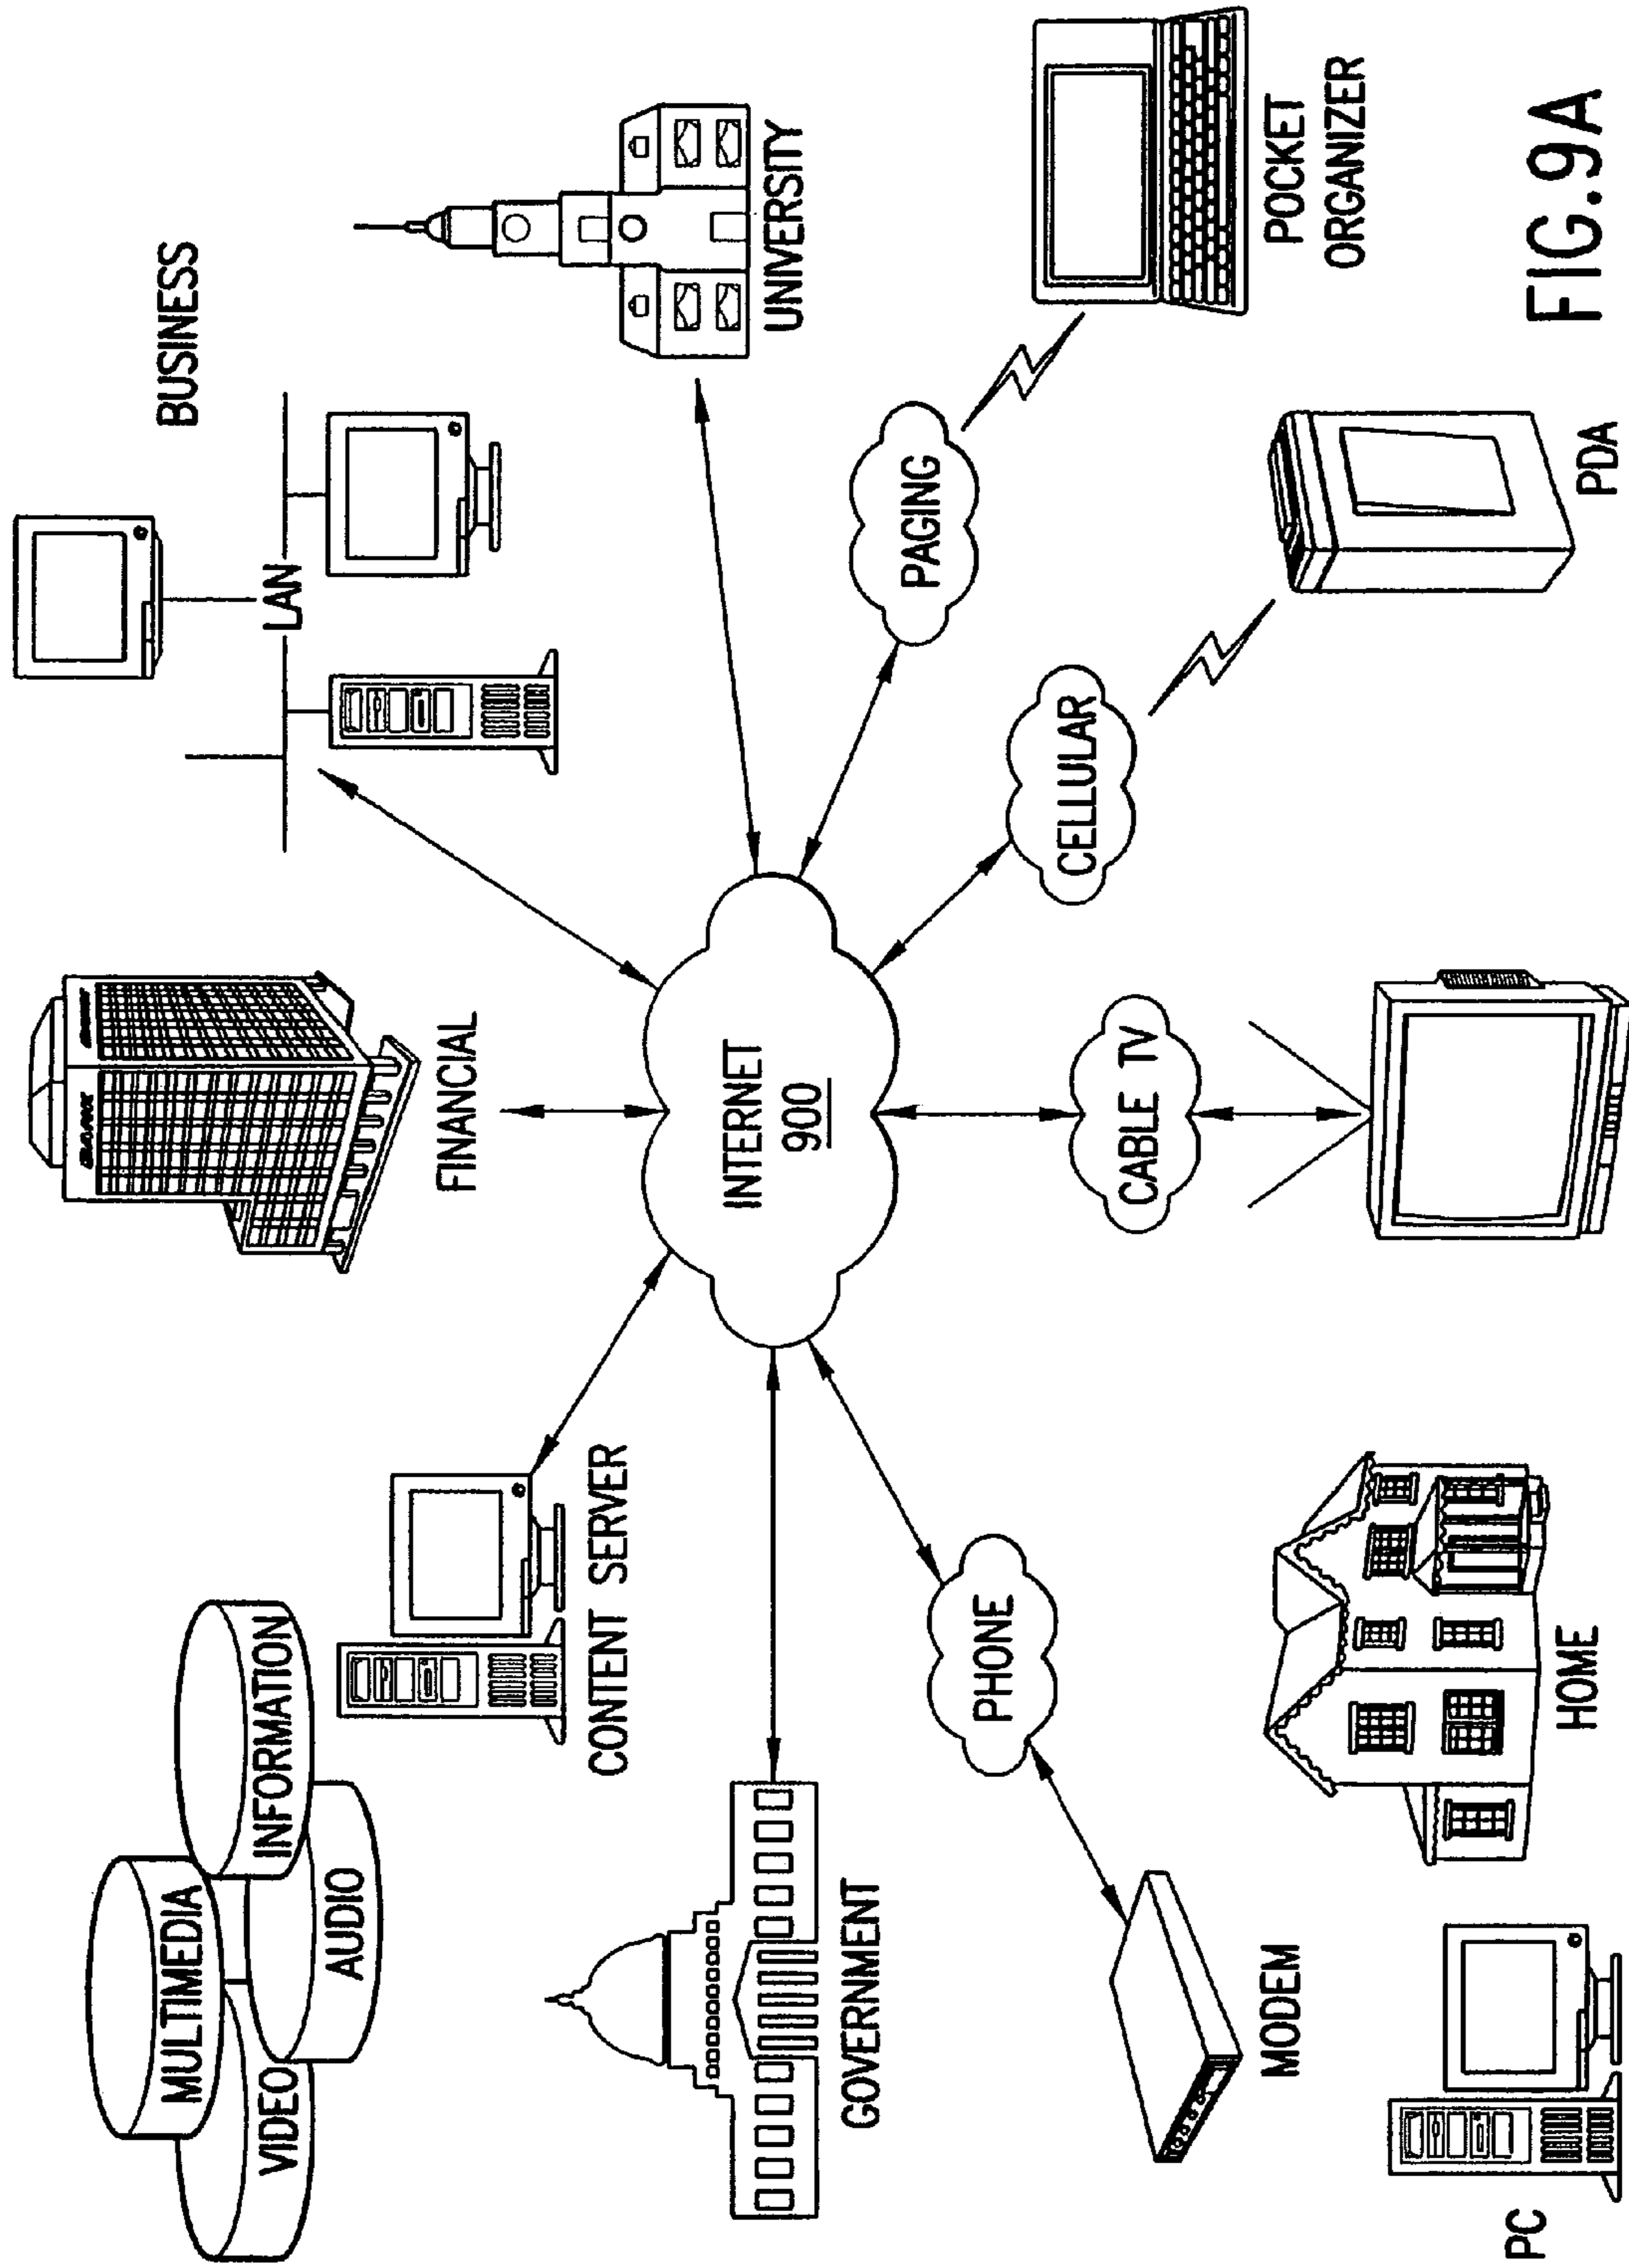 MULTIMEDIA
VIDEO
INFORMATION
AUDIO
CONTENT SERVER
FINANCIAL
BUSINESS
LAN
GOVERNMENT
INTERNET
900
UNIVERSITY
PHONE
CABLE TV
CELLULAR
PAGING
MODEM
POCKET
ORGANIZER
PC
HOME
PDA
FIG.9A